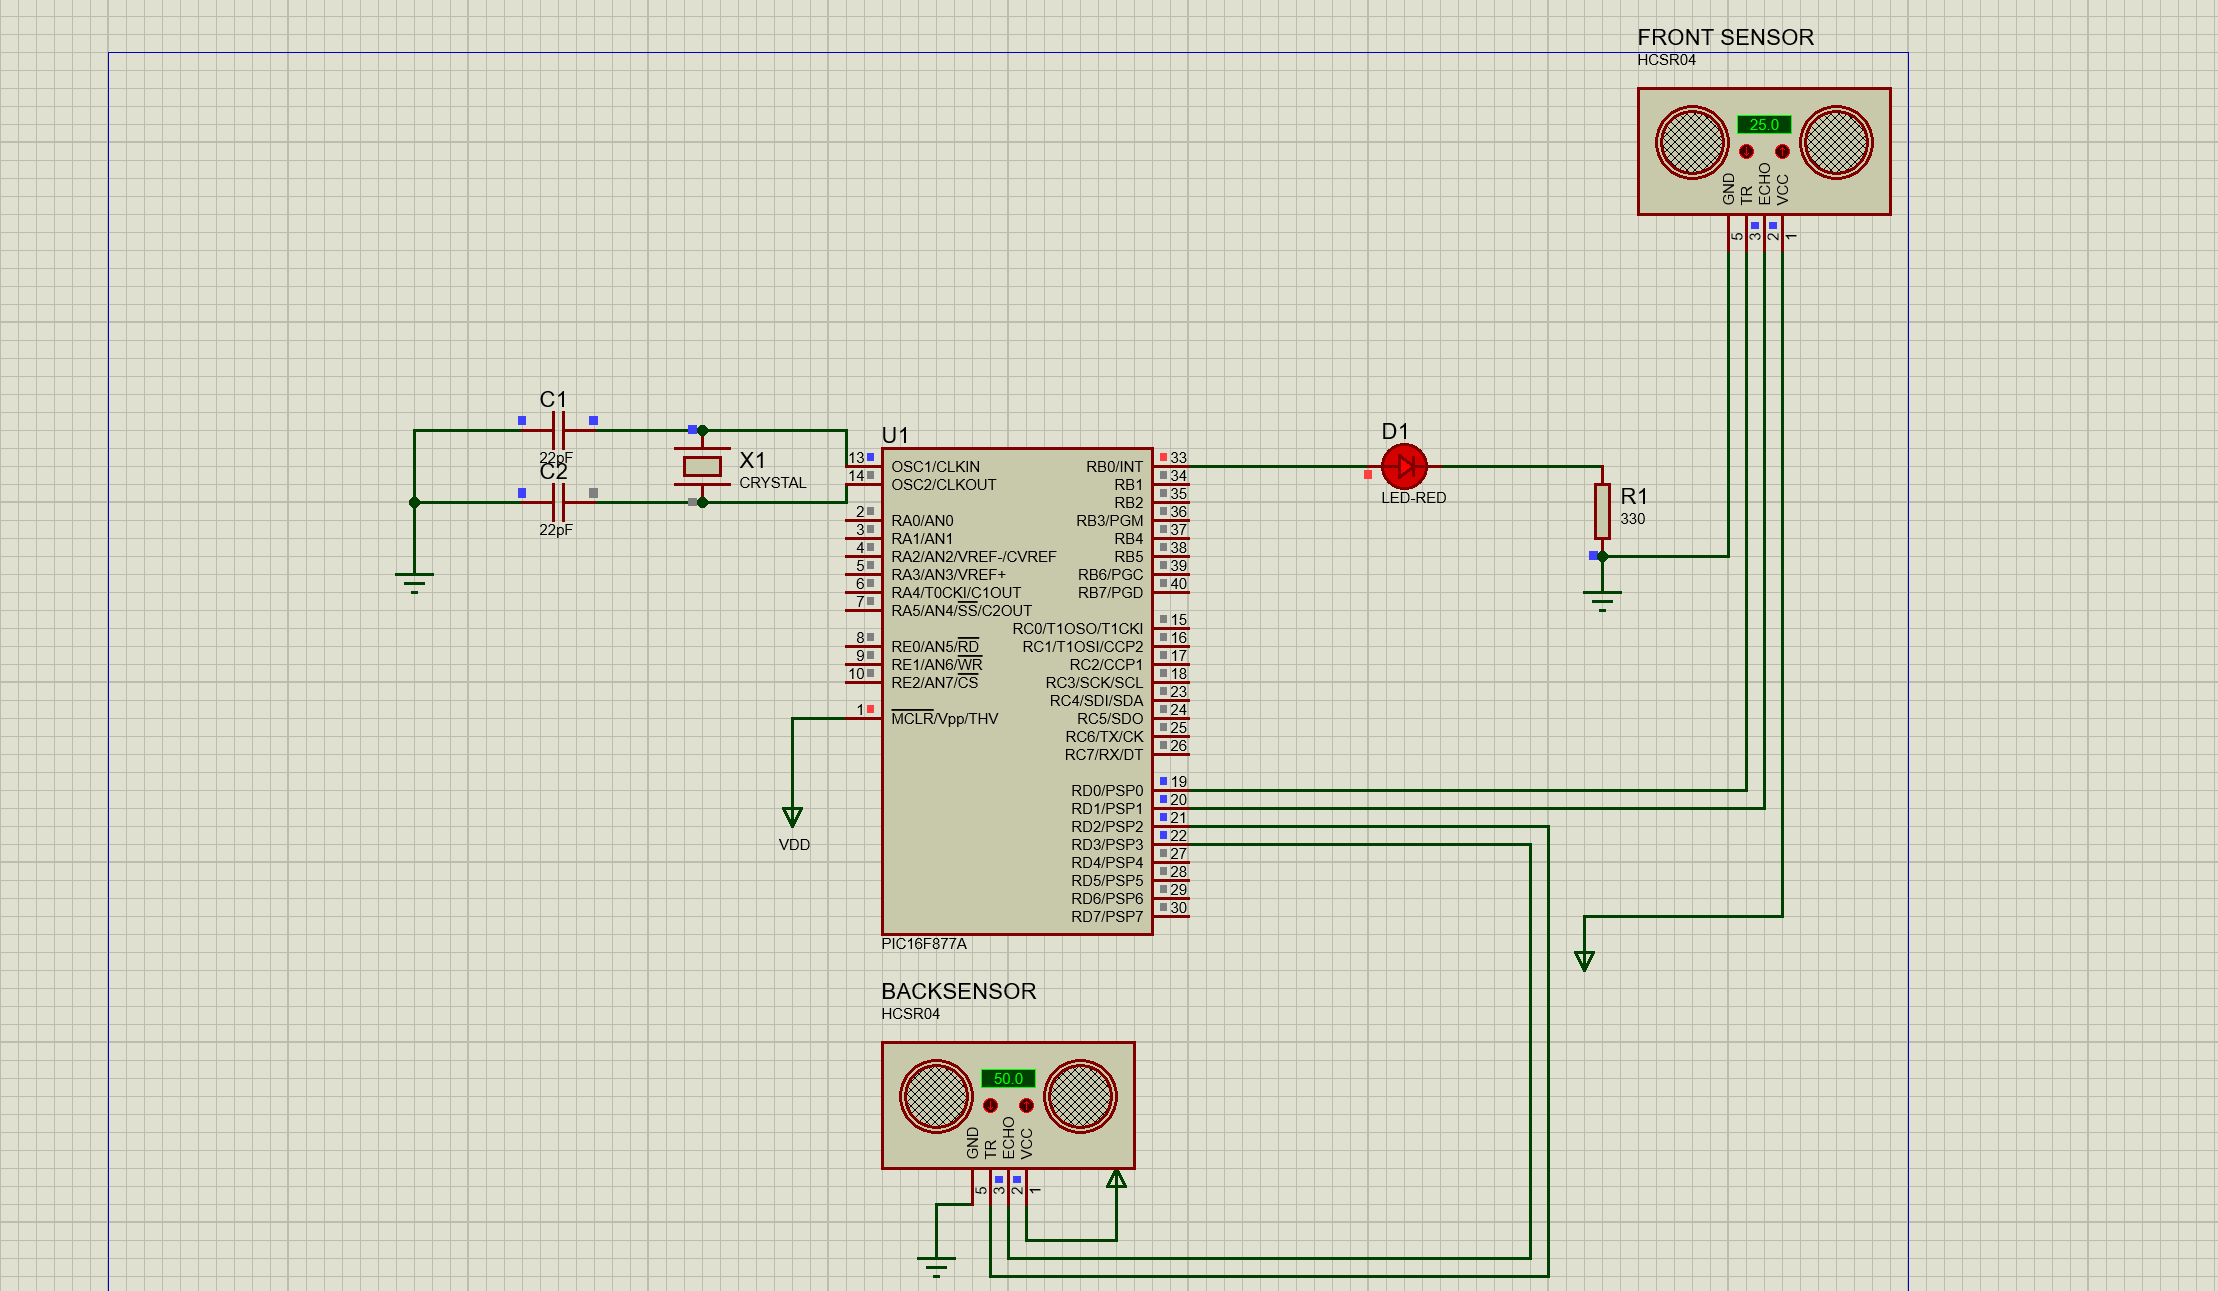 FRONT SENSOR
HCSR04
25.0
GND
TR
ECHO
VCC
5
3
2
1
C1
22pF
C2
22pF
X1
CRYSTAL
U1
13 OSC1/CLKIN
14 OSC2/CLKOUT
2 RA0/AN0
3 RA1/AN1
4 RA2/AN2/VREF-/CVREF
5 RA3/AN3/VREF+
6 RA4/T0CKI/C1OUT
7 RA5/AN4/SS/C2OUT
8 RE0/AN5/RD
9 RE1/AN6/WR
10 RE2/AN7/CS
1 MCLR/Vpp/THV
RB0/INT 33
RB1 34
RB2 35
RB3/PGM 36
RB4 37
RB5 38
RB6/PGC 39
RB7/PGD 40
RC0/T1OSO/T1CKI 15
RC1/T1OSI/CCP2 16
RC2/CCP1 17
RC3/SCK/SCL 18
RC4/SDI/SDA 23
RC5/SDO 24
RC6/TX/CK 25
RC7/RX/DT 26
RD0/PSP0 19
RD1/PSP1 20
RD2/PSP2 21
RD3/PSP3 22
RD4/PSP4 27
RD5/PSP5 28
RD6/PSP6 29
RD7/PSP7 30
PIC16F877A
D1
LED-RED
R1
330
VDD
BACKSENSOR
HCSR04
50.0
GND
TR
ECHO
VCC
5
3
2
1